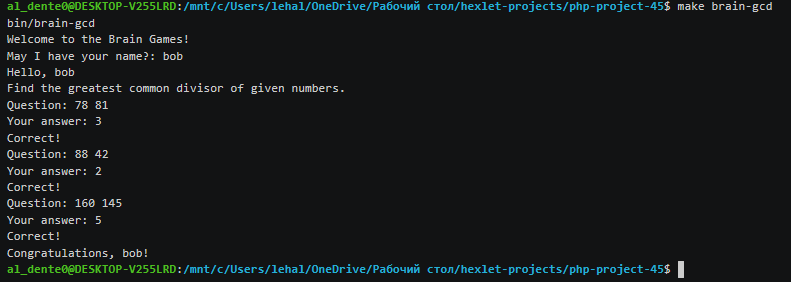 al_dente0@DESKTOP-V255LRD:/mnt/c/Users/lehal/OneDrive/Рабочий стол/hexlet-projects/php-project-45$ make brain-gcd
bin/brain-gcd
Welcome to the Brain Games!
May I have your name?: bob
Hello, bob
Find the greatest common divisor of given numbers.
Question: 78 81
Your answer: 3
Correct!
Question: 88 42
Your answer: 2
Correct!
Question: 160 145
Your answer: 5
Correct!
Congratulations, bob!
al_dente0@DESKTOP-V255LRD:/mnt/c/Users/lehal/OneDrive/Рабочий стол/hexlet-projects/php-project-45$